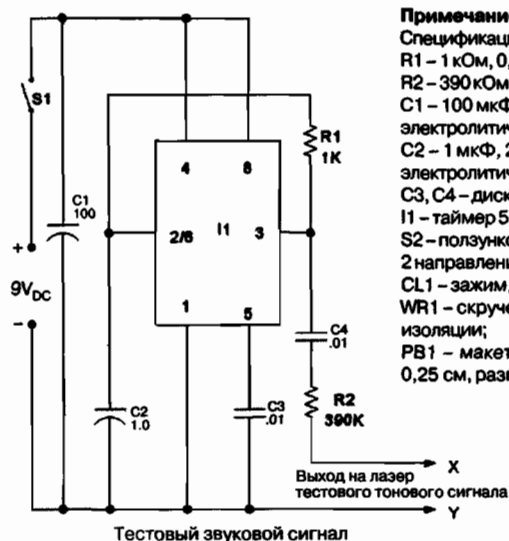 S1
C1
100
+
9V DC
−
4
8
2/6
I1
3
1
5
R1
1K
C4
.01
R2
390K
C2
1.0
C3
.01
X
Выход на лазер
тестового тонового сигнала
Y
Тестовый звуковой сигнал
Примечани
Спецификаци
R1 – 1 кОм, 0,
R2 – 390 кОм
C1 – 100 мкФ
электролитич
C2 – 1 мкФ, 2
электролитич
C3, C4 – диск
I1 – таймер 5
S2 – ползунко
2 направлени
CL1 – зажим
WR1 – скруче
изоляции;
PB1 – макет
0,25 см, разм